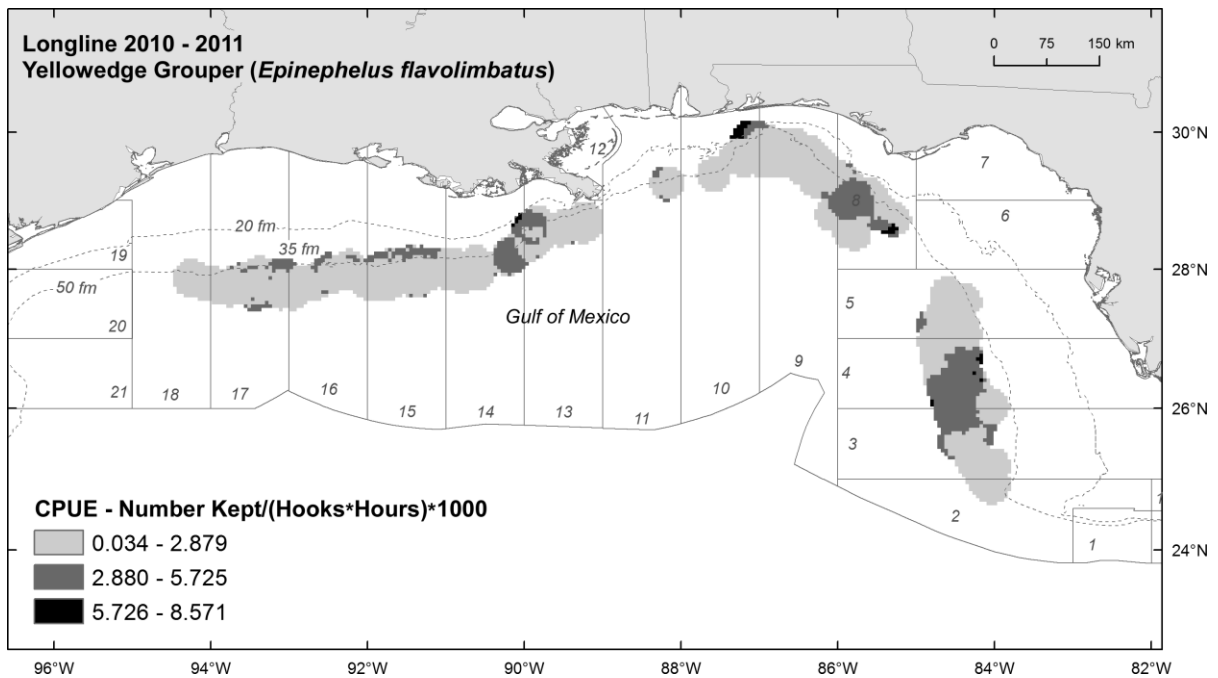 Longline 2010 - 2011
Yellowedge Grouper (Epinephelus flavolimbatus)
0 75 150 km
30°N
28°N
26°N
24°N
12
7
8
6
20 fm
35 fm
19
50 fm
20
Gulf of Mexico
5
21
18
17
16
15
14
13
11
10
9
4
3
2
1
1
CPUE - Number Kept/(Hooks*Hours)*1000
0.034 - 2.879
2.880 - 5.725
5.726 - 8.571
96°W 94°W 92°W 90°W 88°W 86°W 84°W 82°W